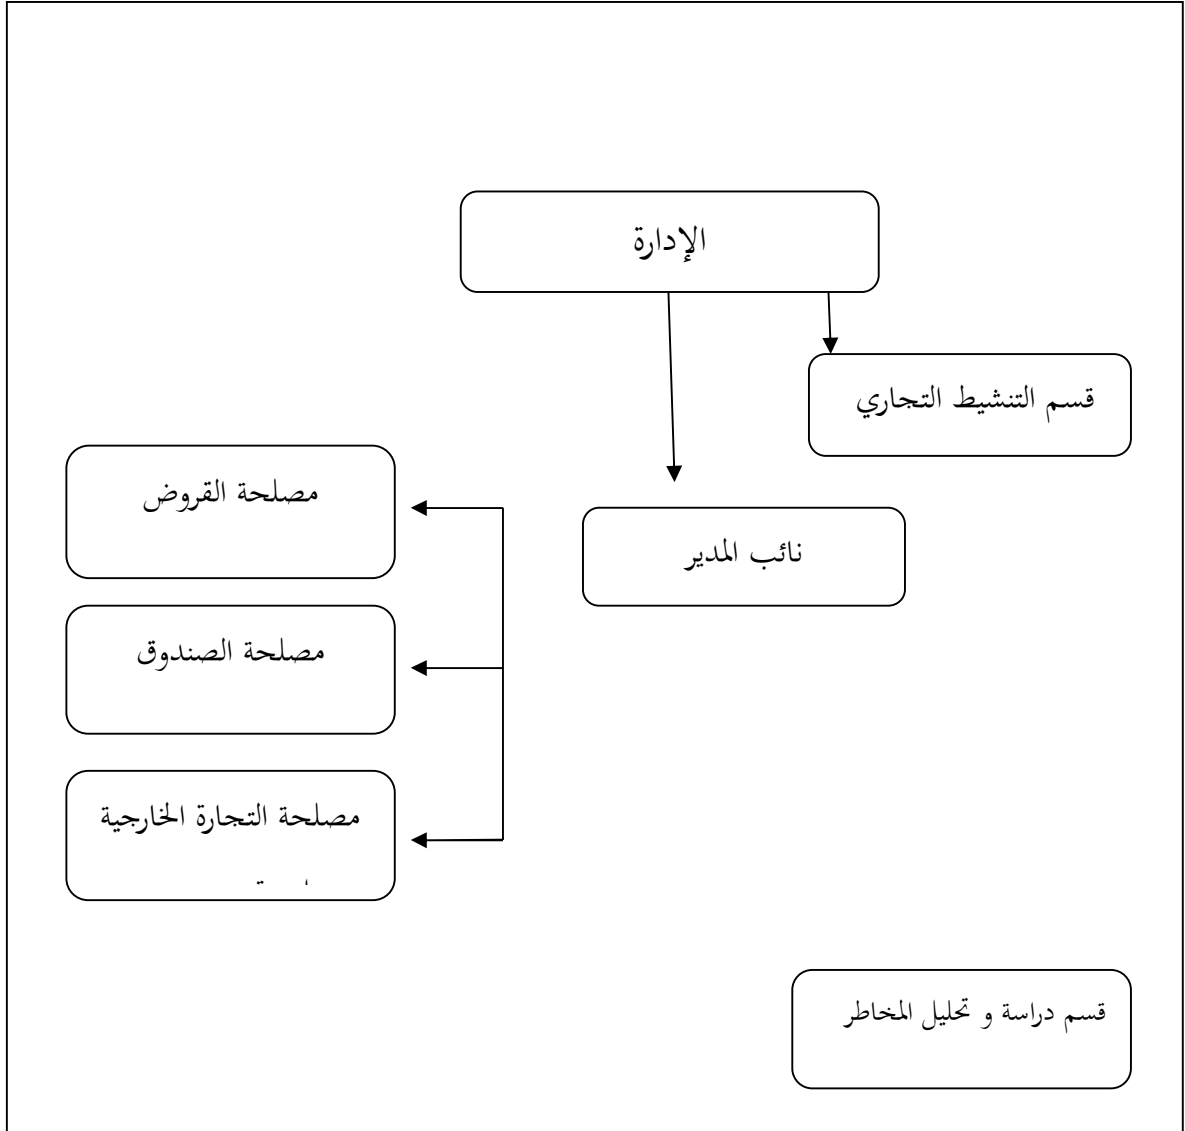 الإدارة
قسم التنشيط التجاري
مصلحة القروض
نائب المدير
مصلحة الصندوق
مصلحة التجارة الخارجية
قسم دراسة و تحليل المخاطر